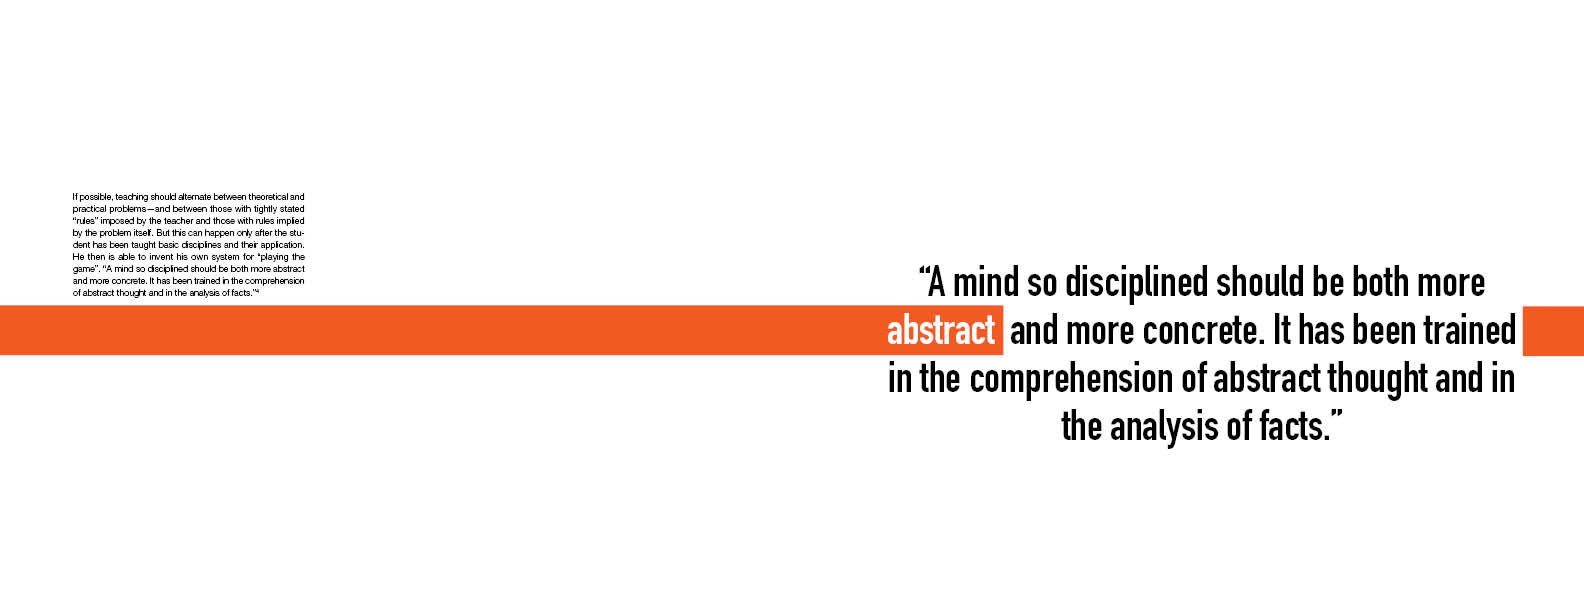 If possible, teaching should alternate between theoretical and
practical problems—and between those with tightly stated
“rules” imposed by the teacher and those with rules implied
by the problem itself. But this can happen only after the stu-
dent has been taught basic disciplines and their application.
He then is able to invent his own system for “playing the
game”. “A mind so disciplined should be both more abstract
and more concrete. It has been trained in the comprehension
of abstract thought and in the analysis of facts.”⁴
“A mind so disciplined should be both more
abstract and more concrete. It has been trained
in the comprehension of abstract thought and in
the analysis of facts.”